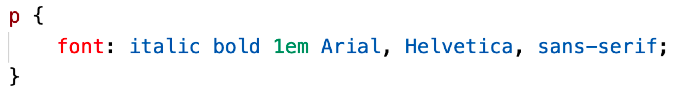 p {
    font: italic bold 1em Arial, Helvetica, sans-serif;
}